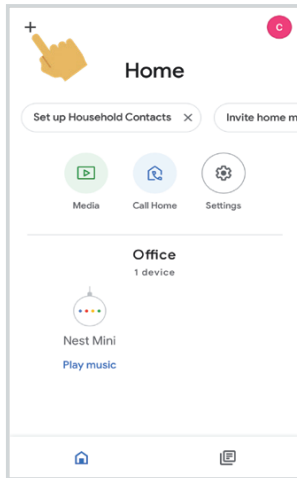 +
C
Home
Set up Household Contacts ×
Invite home m
Media Call Home Settings
Office
1 device
Nest Mini
Play music